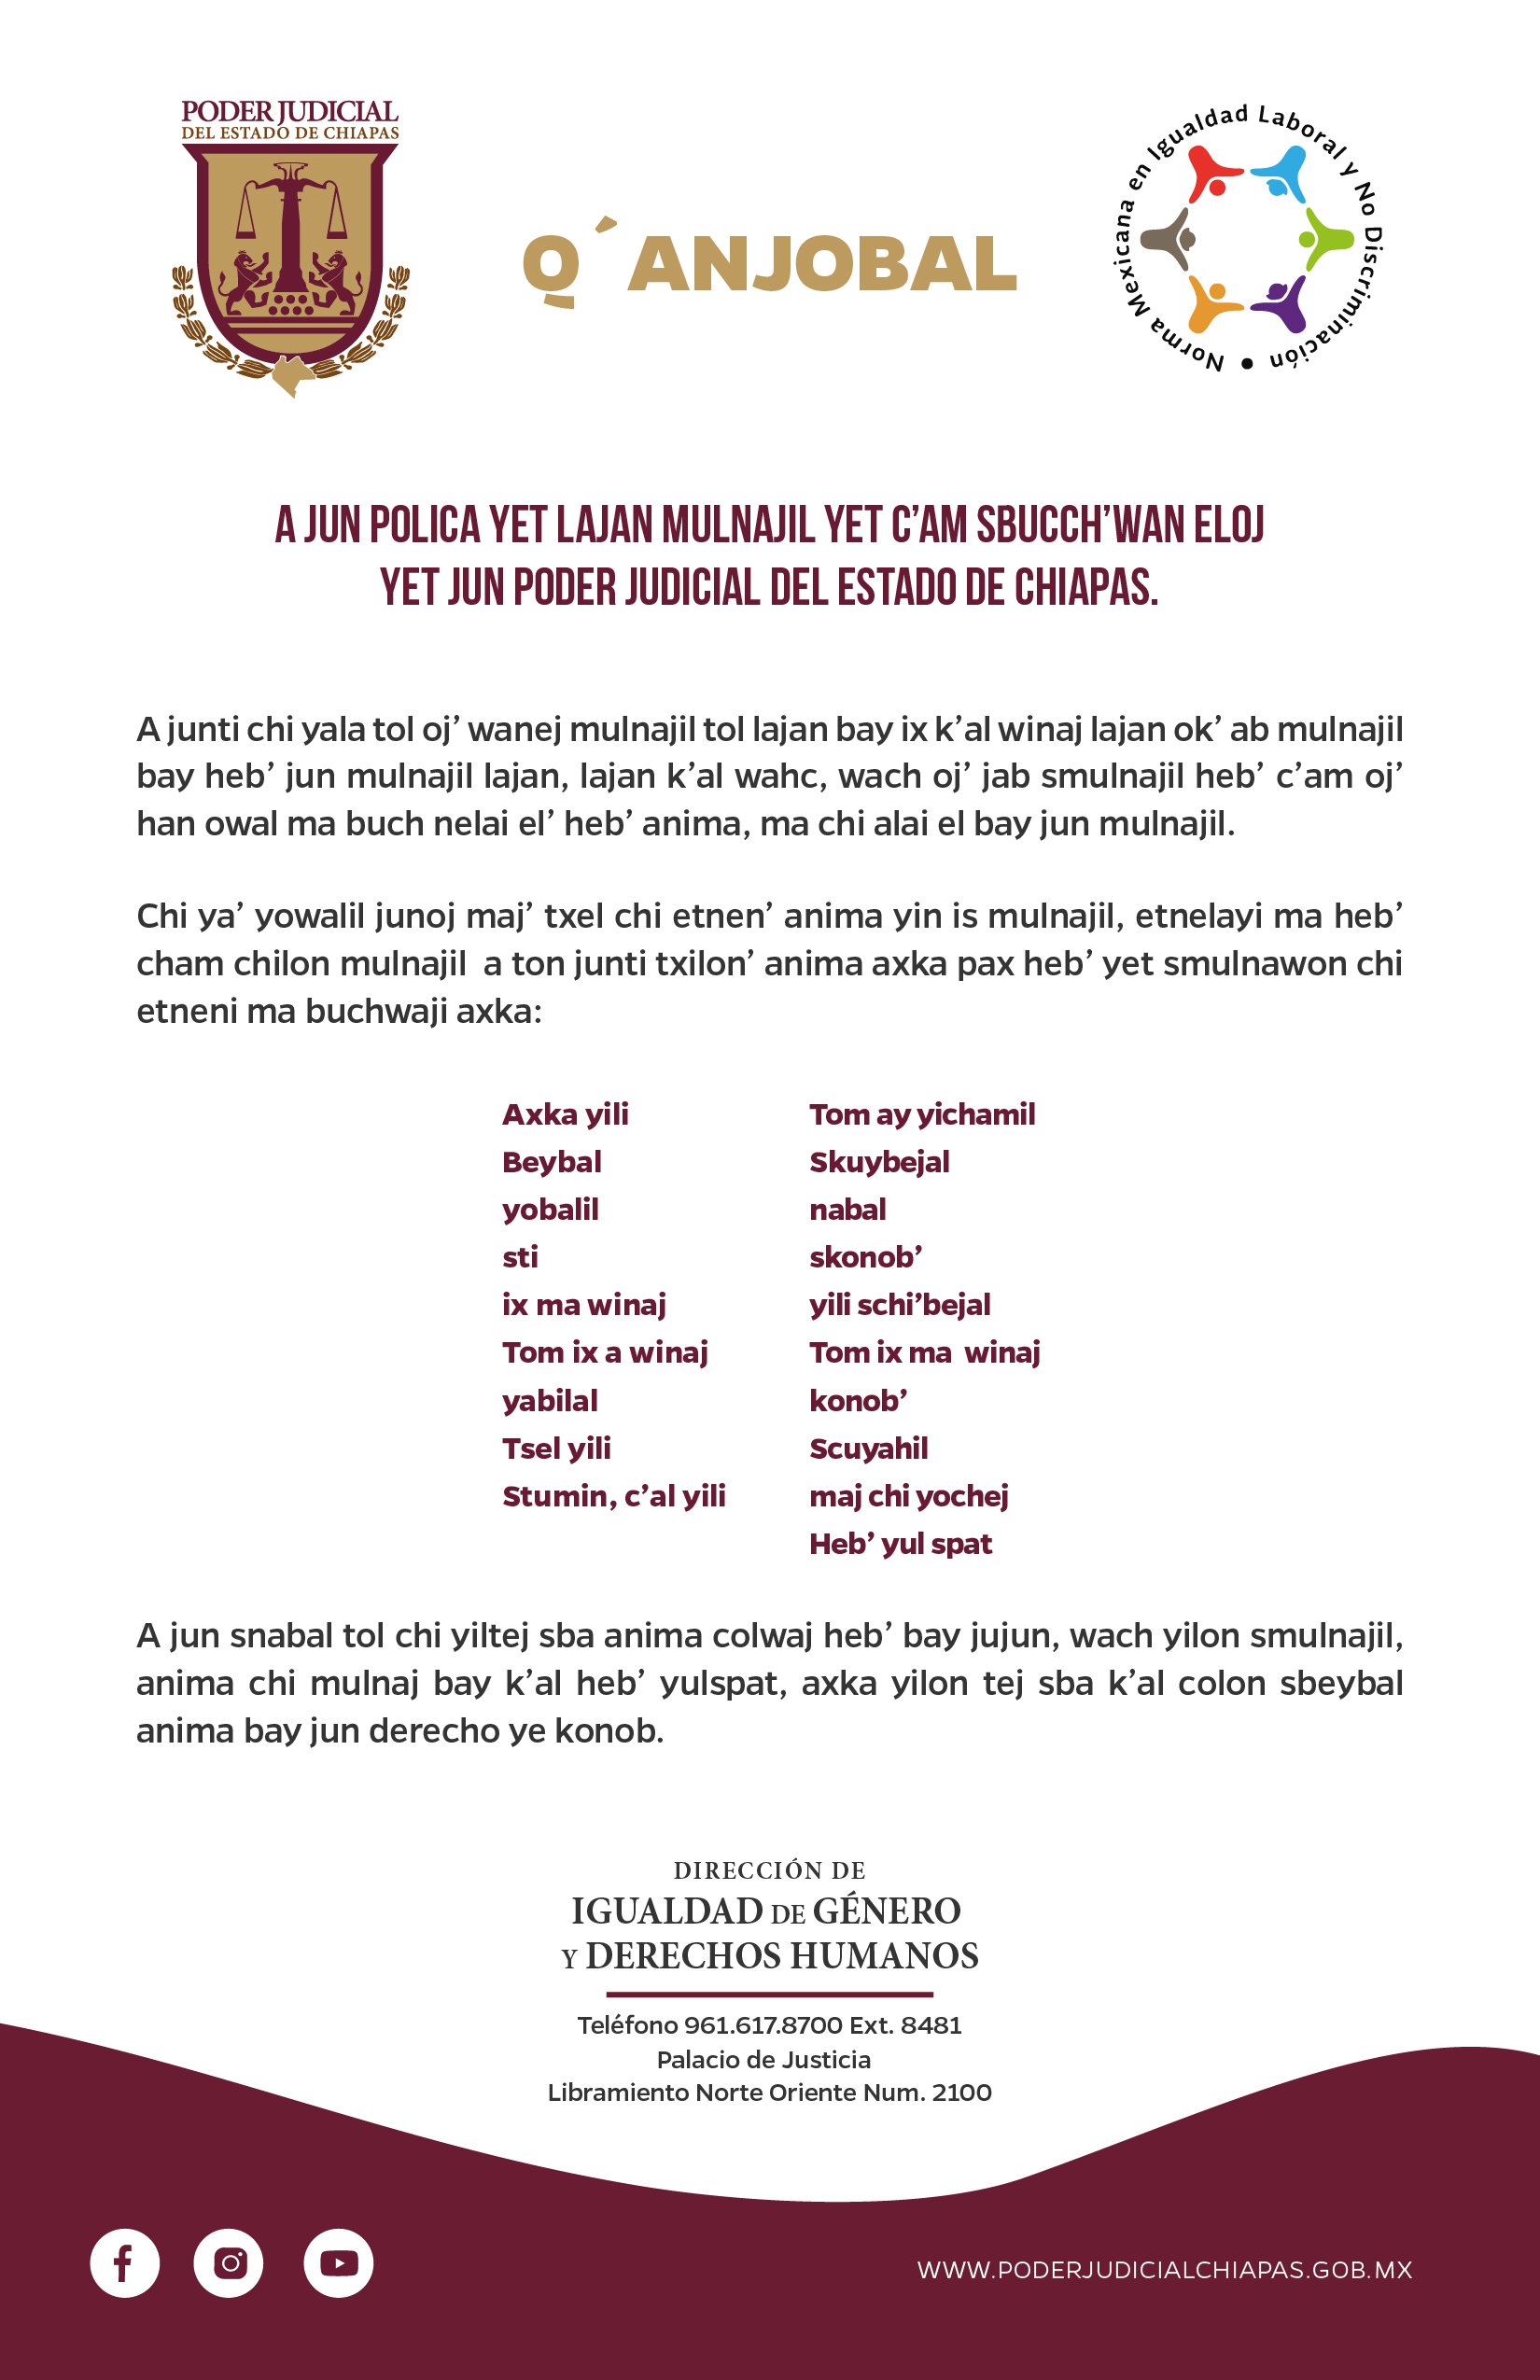 PODER JUDICIAL
DEL ESTADO DE CHIAPAS
Q´ANJOBAL
Norma Mexicana en Igualdad Laboral y No Discriminación •
A JUN POLICA YET LAJAN MULNAJIL YET C’AM SBUCCH’WAN ELOJ
YET JUN PODER JUDICIAL DEL ESTADO DE CHIAPAS.
A junti chi yala tol oj’ wanej mulnajil tol lajan bay ix k’al winaj lajan ok’ ab mulnajil
bay heb’ jun mulnajil lajan, lajan k’al wahc, wach oj’ jab smulnajil heb’ c’am oj’
han owal ma buch nelai el’ heb’ anima, ma chi alai el bay jun mulnajil.
Chi ya’ yowalil junoj maj’ txel chi etnen’ anima yin is mulnajil, etnelayi ma heb’
cham chilon mulnajil a ton junti txilon’ anima axka pax heb’ yet smulnawon chi
etneni ma buchwaji axka:
Axka yili
Beybal
yobalil
sti
ix ma winaj
Tom ix a winaj
yabilal
Tsel yili
Stumin, c’al yili
Tom ay yichamil
Skuybejal
nabal
skonob’
yili schi’bejal
Tom ix ma winaj
konob’
Scuyahil
maj chi yochej
Heb’ yul spat
A jun snabal tol chi yiltej sba anima colwaj heb’ bay jujun, wach yilon smulnajil,
anima chi mulnaj bay k’al heb’ yulspat, axka yilon tej sba k’al colon sbeybal
anima bay jun derecho ye konob.
DIRECCIÓN DE
IGUALDAD DE GÉNERO
Y DERECHOS HUMANOS
Teléfono 961.617.8700 Ext. 8481
Palacio de Justicia
Libramiento Norte Oriente Num. 2100
WWW.PODERJUDICIALCHIAPAS.GOB.MX